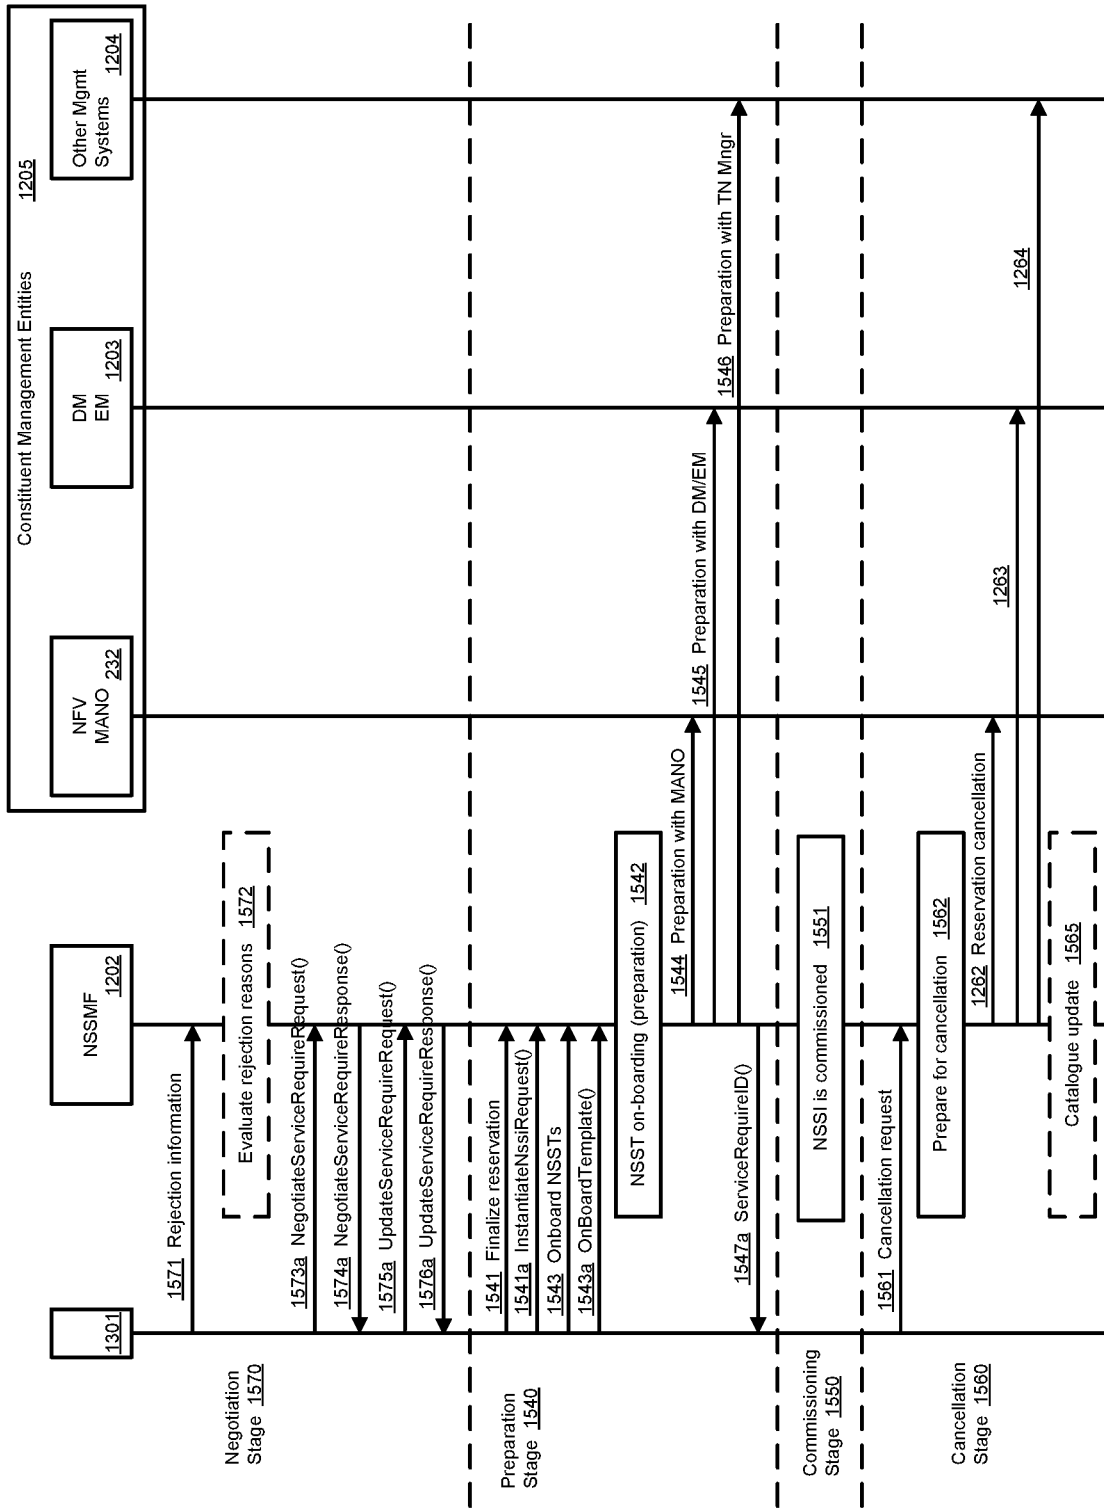 Constituent Management Entities 1205
1301
NSSMF
1202
NFV
MANO 232
DM
EM 1203
Other Mgmt
Systems 1204
Negotiation
Stage 1570
1571 Rejection information
Evaluate rejection reasons 1572
1573a NegotiateServiceRequireRequest()
1574a NegotiateServiceRequireResponse()
1575a UpdateServiceRequireRequest()
1576a UpdateServiceRequireResponse()
Preparation
Stage 1540
1541 Finalize reservation
1541a InstantiateNssiRequest()
1543 Onboard NSSTs
1543a OnBoardTemplate()
NSST on-boarding (preparation) 1542
1544 Preparation with MANO
1545 Preparation with DM/EM
1546 Preparation with TN Mngr
1547a ServiceRequireID()
Commissioning
Stage 1550
NSSI is commissioned 1551
Cancellation
Stage 1560
1561 Cancellation request
Prepare for cancellation 1562
1262 Reservation cancellation
1263
1264
Catalogue update 1565